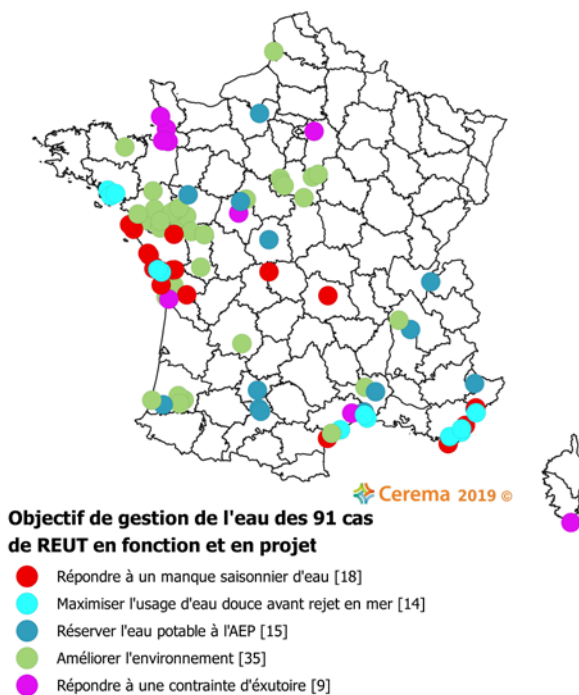 Cerema 2019 ©
Objectif de gestion de l'eau des 91 cas
de REUT en fonction et en projet
Répondre à un manque saisonnier d'eau [18]
Maximiser l'usage d'eau douce avant rejet en mer [14]
Réserver l'eau potable à l'AEP [15]
Améliorer l'environnement [35]
Répondre à une contrainte d'éxutoire [9]